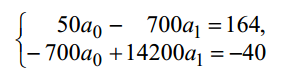 50a₀ − 700a₁ = 164,
− 700a₀ + 14200a₁ = −40